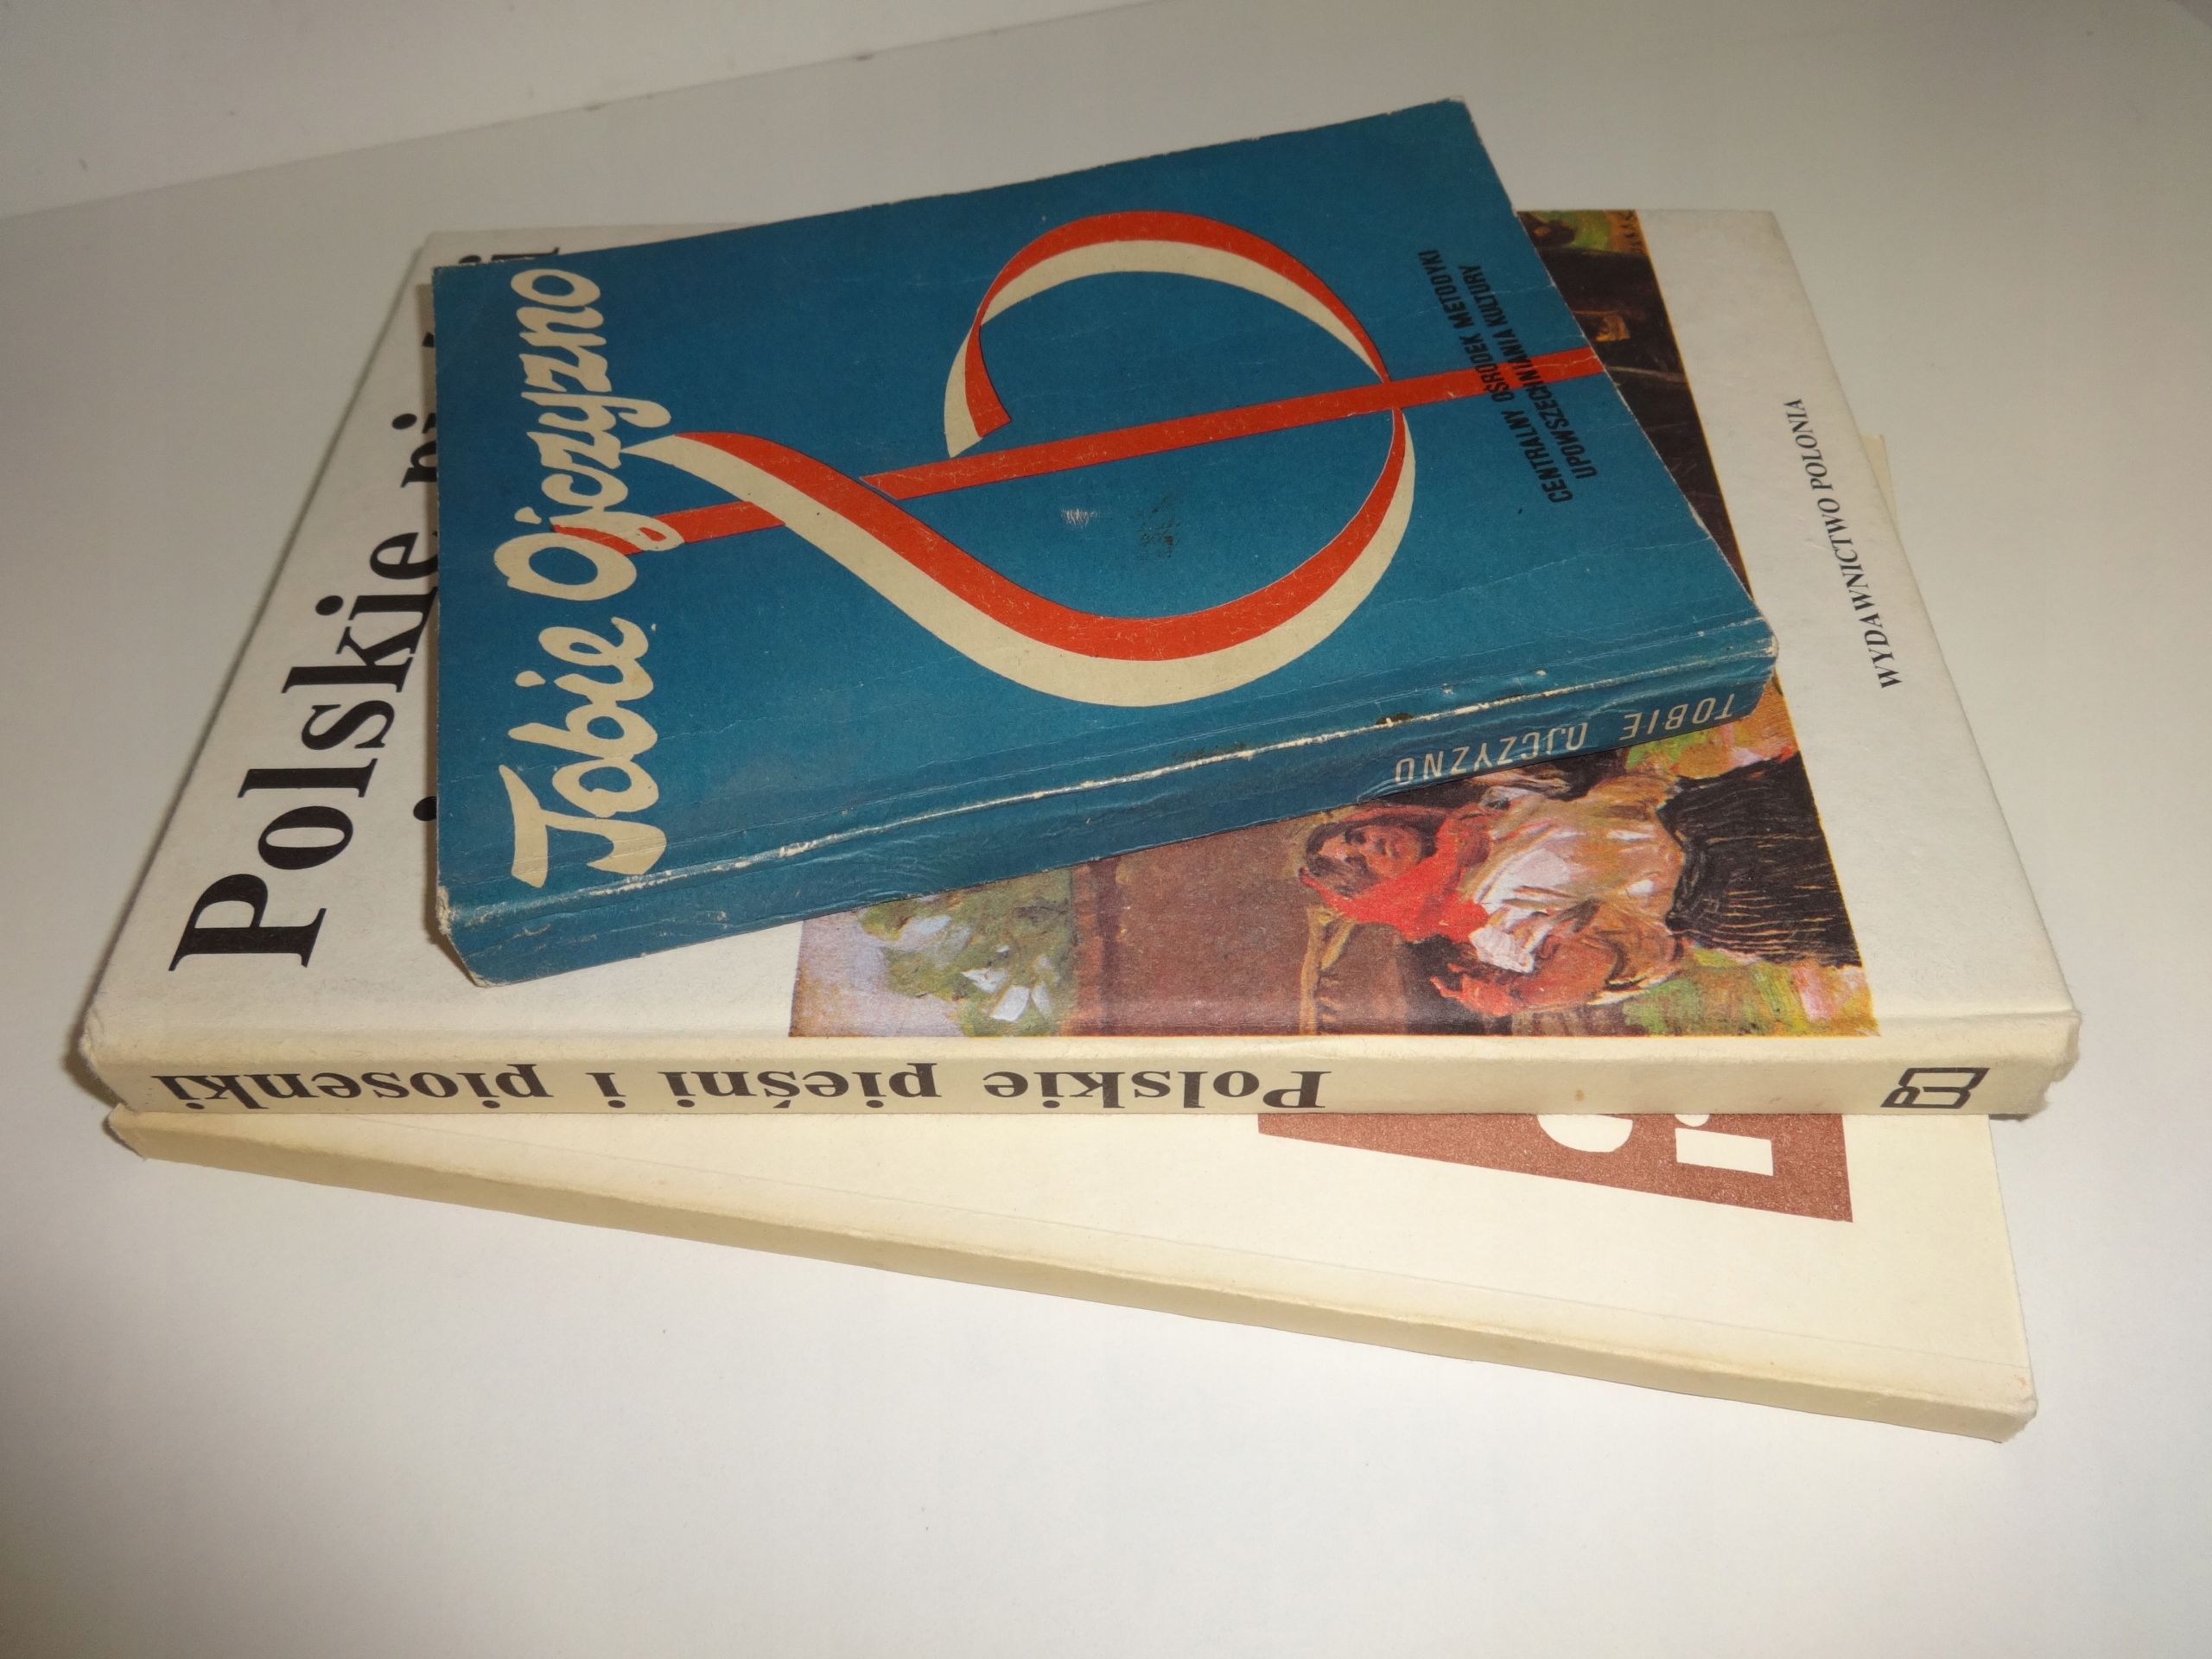 Tobie Ojczyzno
CENTRALNY OŚRODEK METODYKI
UPOWSZECHNIANIA KULTURY
TOBIE OJCZYZNO
Polskie
WYDAWNICTWO POLONIA
Polskie pieśni i piosenki